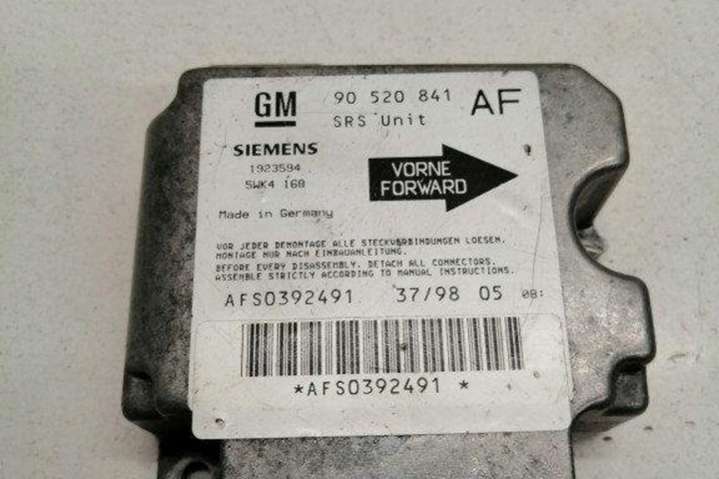 GM 90 520 841 AF
SRS Unit
SIEMENS
1923594
5WK4 168
VORNE
FORWARD
Made in Germany
VOR JEDER DEMONTAGE ALLE STECKVERBINDUNGEN LOESEN.
MONTAGE NUR NACH EINBAUANLEITUNG.
BEFORE EVERY DISASSEMBLY, DETACH ALL CONNECTORS.
ASSEMBLE STRICTLY ACCORDING TO MANUAL INSTRUCTIONS.
AFS0392491 37/98 05 08:
*AFS0392491 *